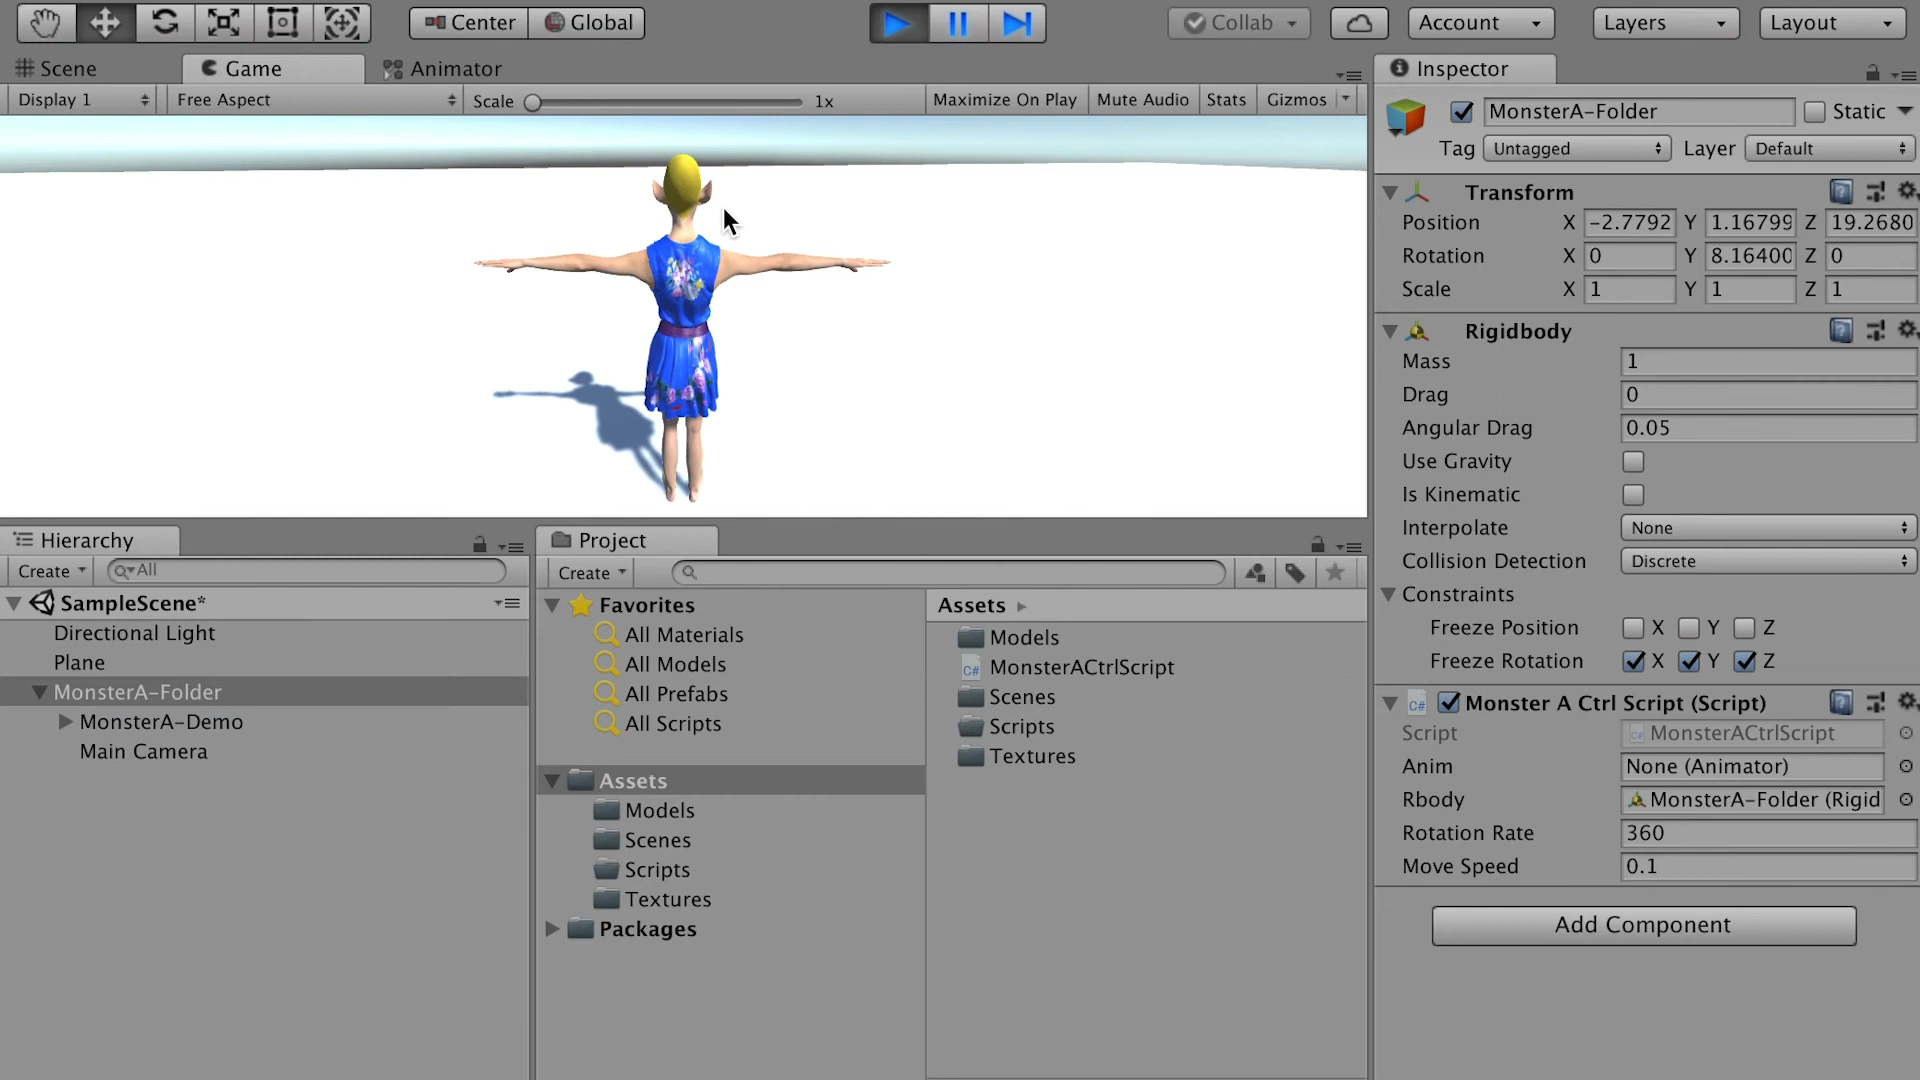 Center Global Collab Account Layers Layout
Scene Game Animator
Display 1 Free Aspect Scale 1x Maximize On Play Mute Audio Stats Gizmos
Inspector
MonsterA-Folder Static
Tag Untagged Layer Default
Transform
Position X -2.7792 Y 1.16799 Z 19.2680
Rotation X 0 Y 8.16400 Z 0
Scale X 1 Y 1 Z 1
Rigidbody
Mass 1
Drag 0
Angular Drag 0.05
Use Gravity
Is Kinematic
Interpolate None
Collision Detection Discrete
Constraints
Freeze Position X Y Z
Freeze Rotation X Y Z
C# Monster A Ctrl Script (Script)
Script C# MonsterACtrlScript
Anim None (Animator)
Rbody MonsterA-Folder (Rigid
Rotation Rate 360
Move Speed 0.1
Add Component
Hierarchy
Create All
SampleScene*
Directional Light
Plane
MonsterA-Folder
MonsterA-Demo
Main Camera
Project
Create
Favorites
All Materials
All Models
All Prefabs
All Scripts
Assets
Models
Scenes
Scripts
Textures
Packages
Assets
Models
C# MonsterACtrlScript
Scenes
Scripts
Textures